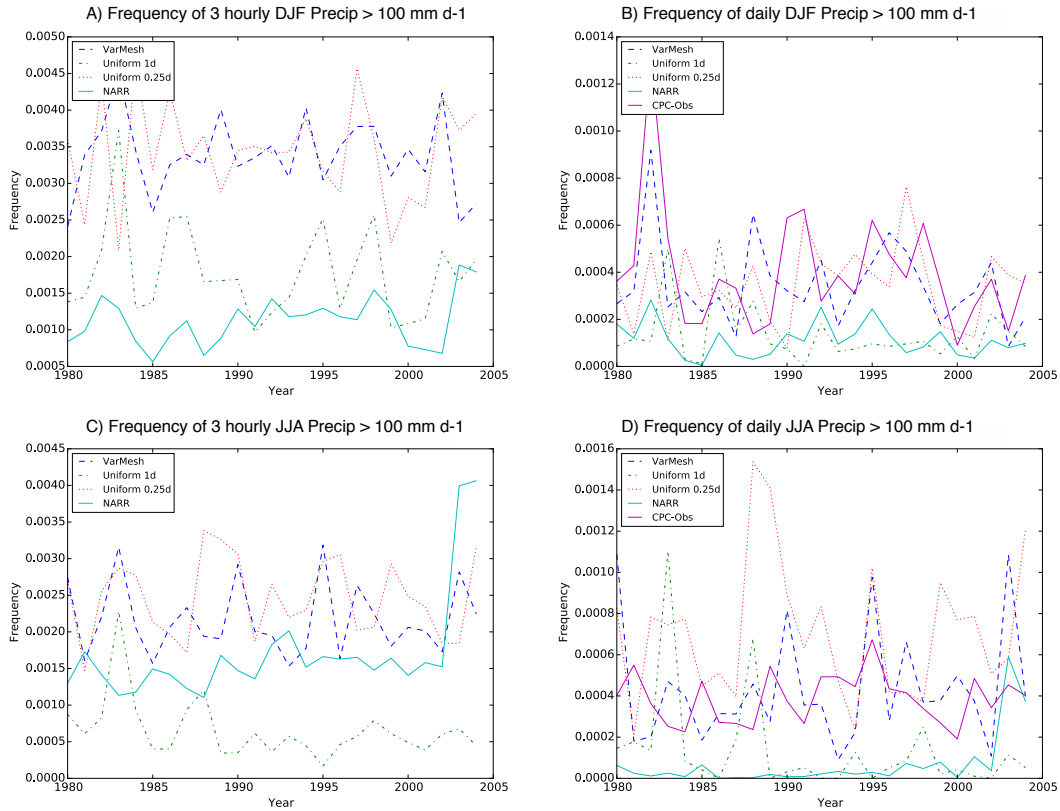 A) Frequency of 3 hourly DJF Precip > 100 mm d-1
0.0050
0.0045
0.0040
0.0035
0.0030
0.0025
0.0020
0.0015
0.0010
0.0005
Frequency
VarMesh
Uniform 1d
Uniform 0.25d
NARR
1980 1985 1990 1995 2000 2005
Year
B) Frequency of daily DJF Precip > 100 mm d-1
0.0014
0.0012
0.0010
0.0008
0.0006
0.0004
0.0002
0.0000
Frequency
VarMesh
Uniform 1d
Uniform 0.25d
NARR
CPC-Obs
1980 1985 1990 1995 2000 2005
Year
C) Frequency of 3 hourly JJA Precip > 100 mm d-1
0.0045
0.0040
0.0035
0.0030
0.0025
0.0020
0.0015
0.0010
0.0005
0.0000
Frequency
VarMesh
Uniform 1d
Uniform 0.25d
NARR
1980 1985 1990 1995 2000 2005
Year
D) Frequency of daily JJA Precip > 100 mm d-1
0.0016
0.0014
0.0012
0.0010
0.0008
0.0006
0.0004
0.0002
0.0000
Frequency
VarMesh
Uniform 1d
Uniform 0.25d
NARR
CPC-Obs
1980 1985 1990 1995 2000 2005
Year